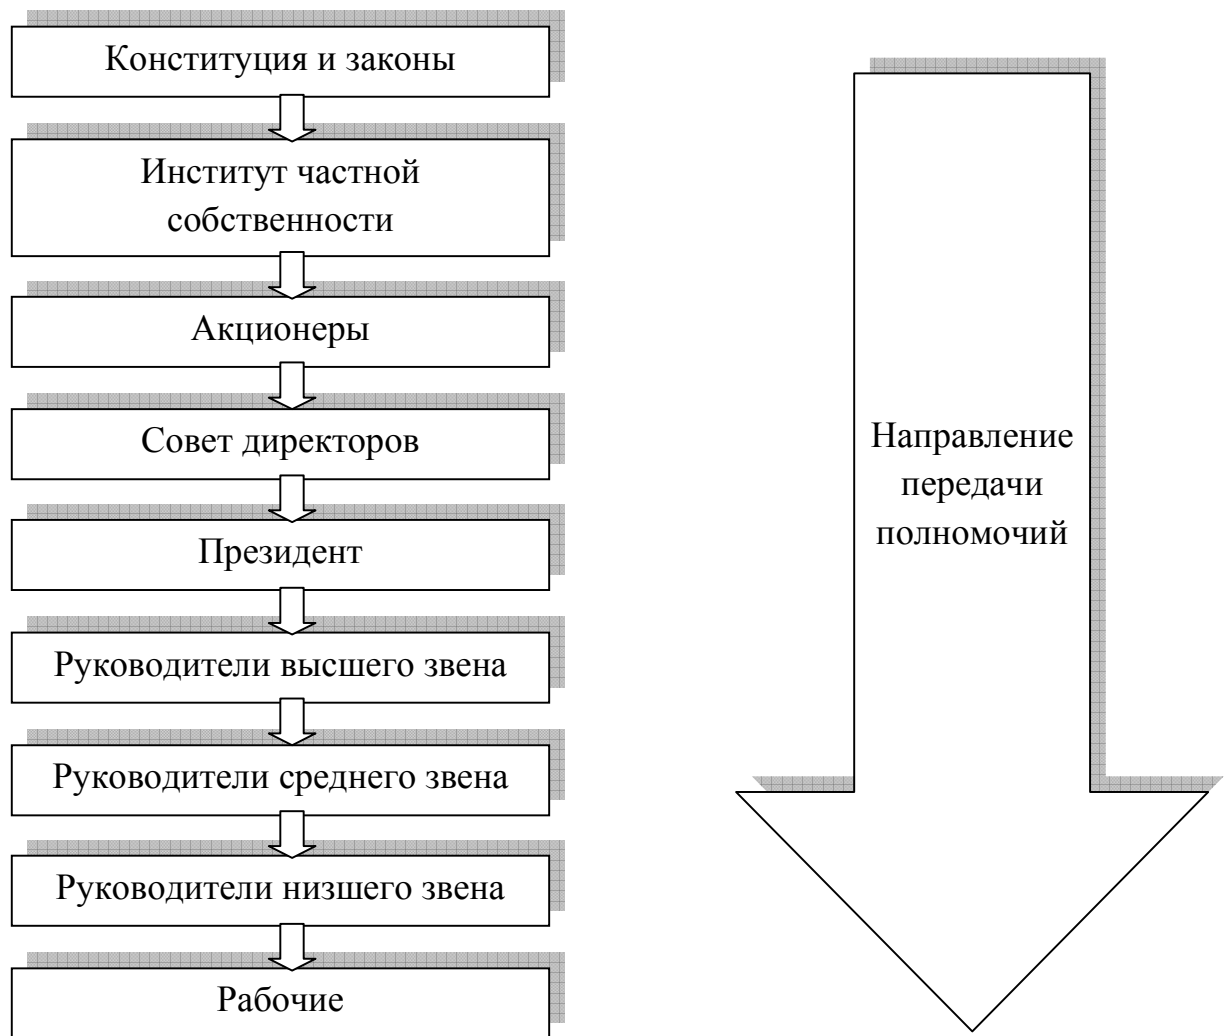 Конституция и законы
Институт частной
собственности
Акционеры
Совет директоров
Президент
Руководители высшего звена
Руководители среднего звена
Руководители низшего звена
Рабочие
Направление
передачи
полномочий